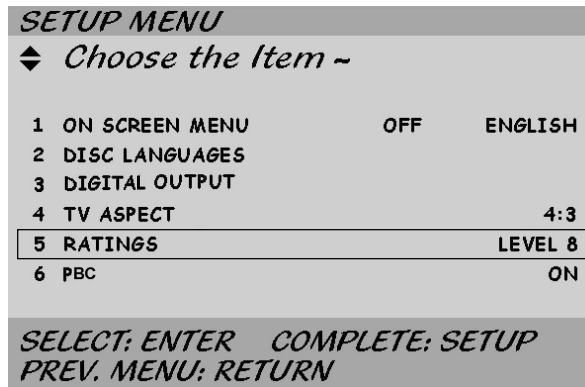 SETUP MENU
Choose the Item ~
1 ON SCREEN MENU OFF ENGLISH
2 DISC LANGUAGES
3 DIGITAL OUTPUT
4 TV ASPECT 4:3
5 RATINGS LEVEL 8
6 PBC ON
SELECT: ENTER COMPLETE: SETUP
PREV. MENU: RETURN